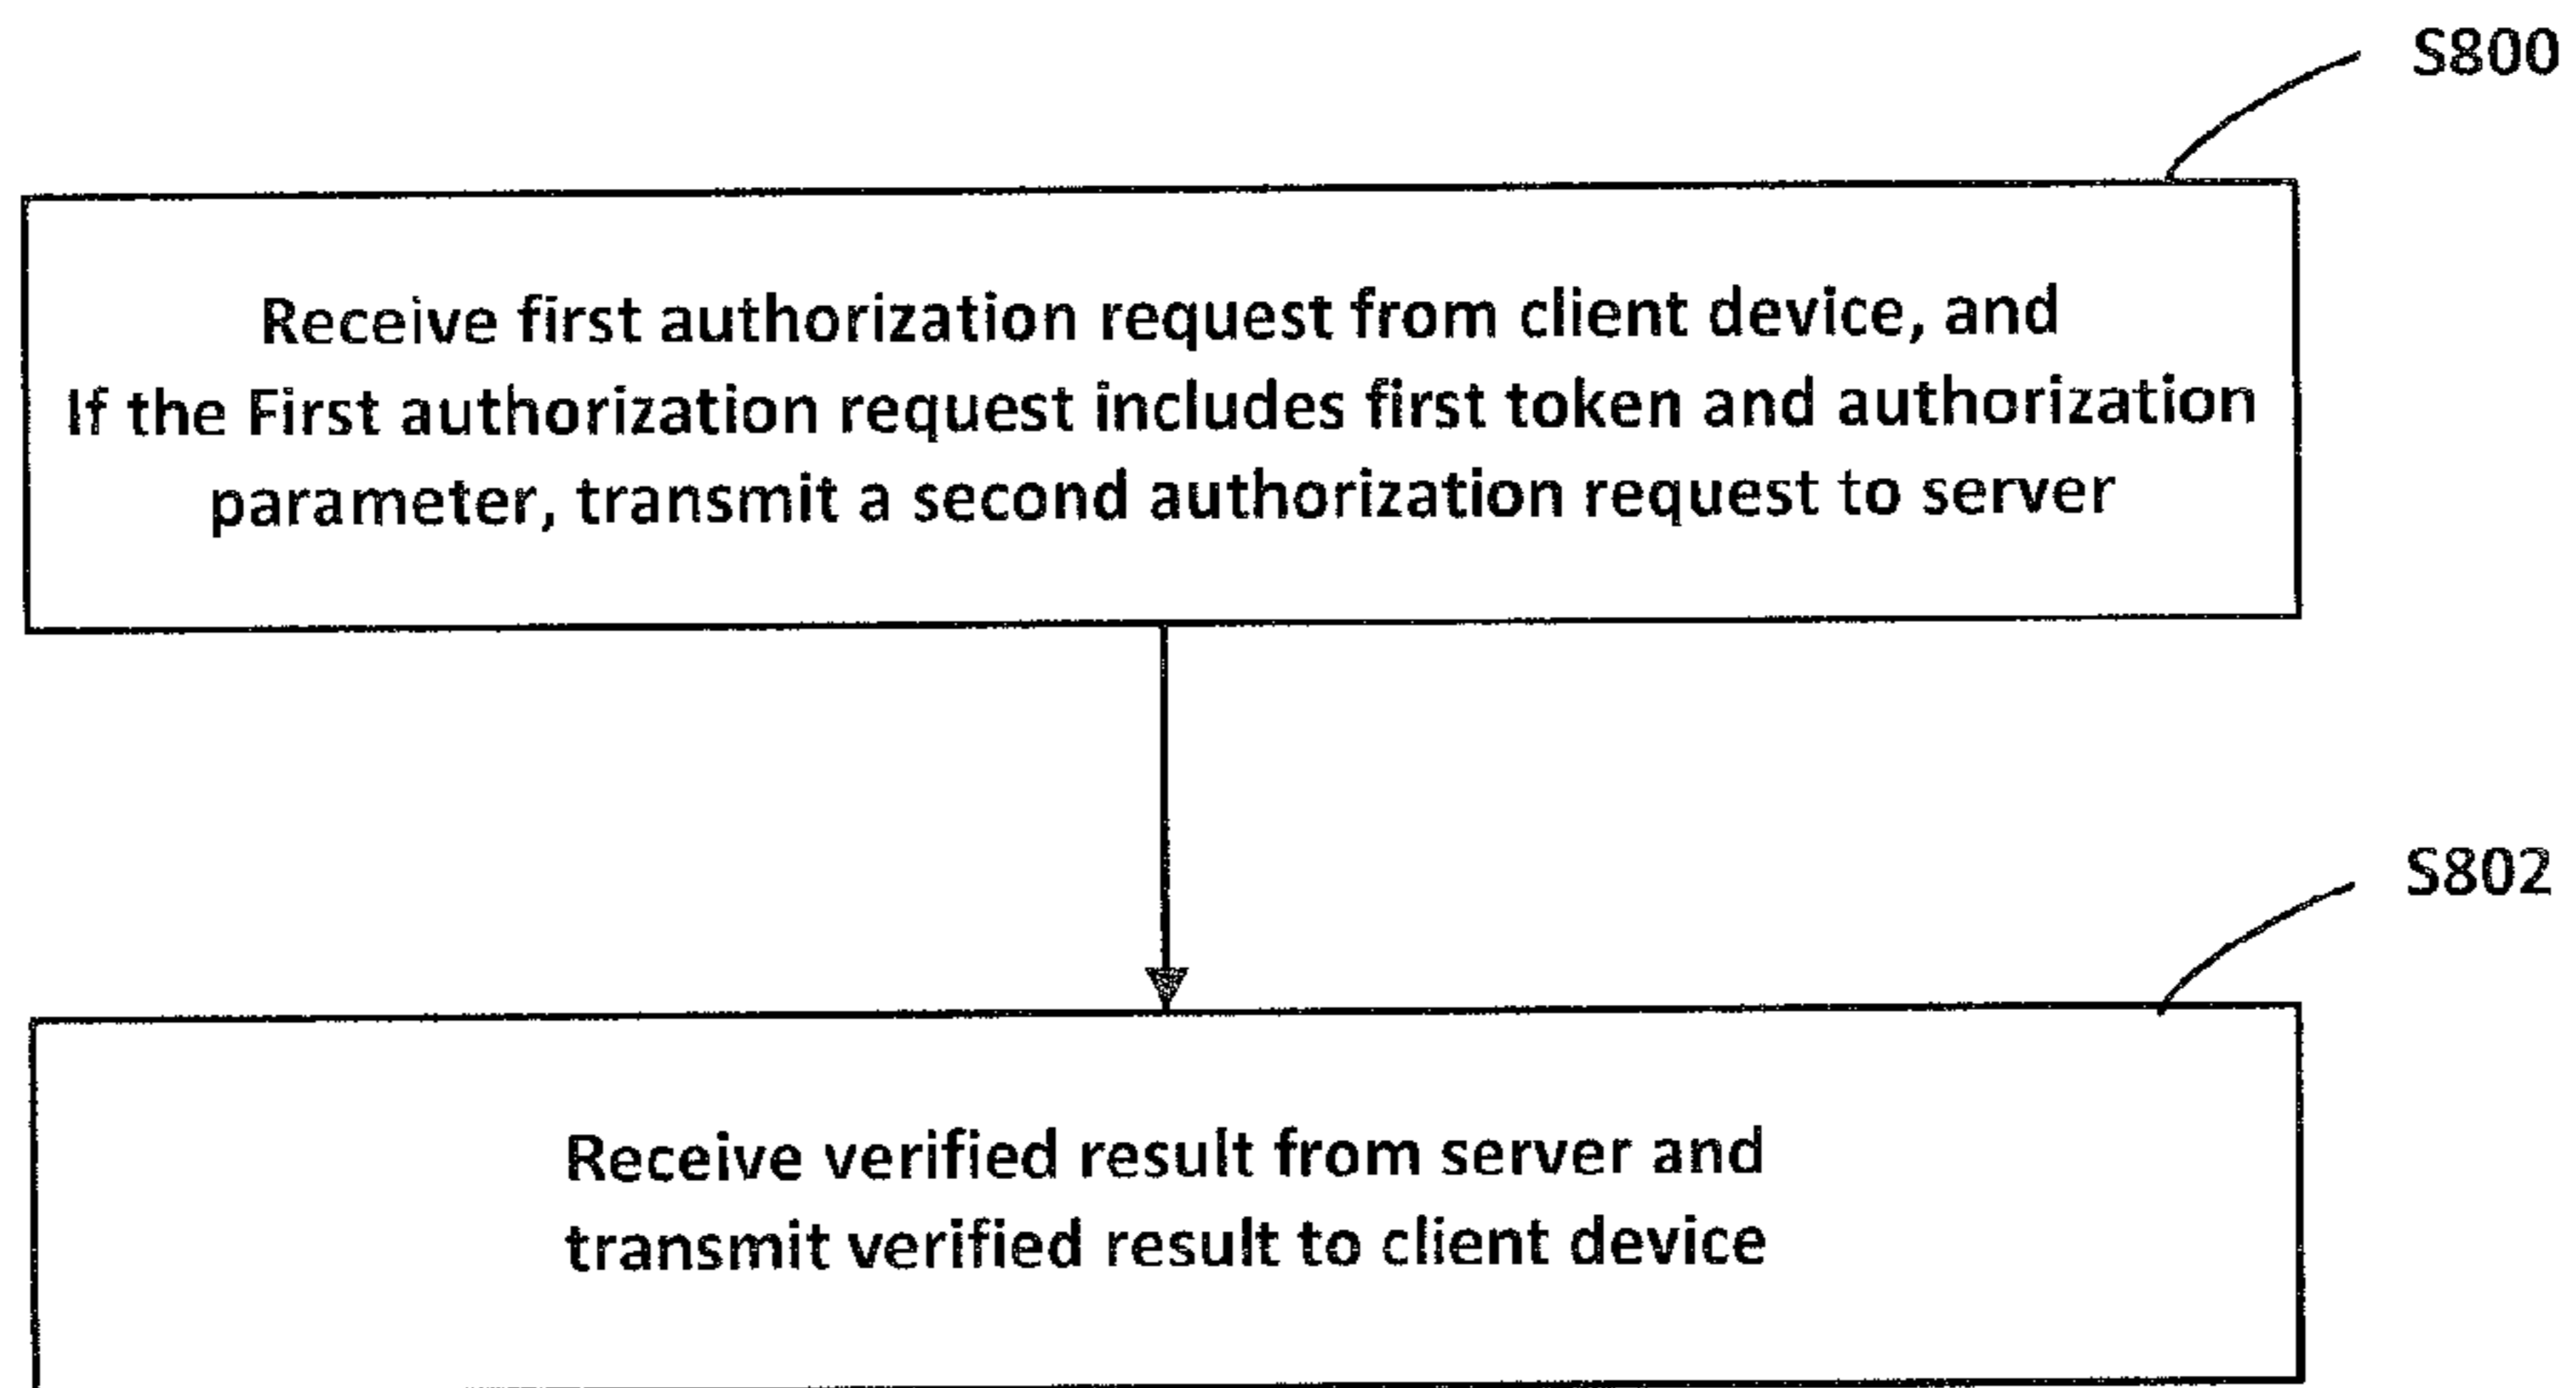 S800
Receive first authorization request from client device, and
If the First authorization request includes first token and authorization
parameter, transmit a second authorization request to server
S802
Receive verified result from server and
transmit verified result to client device